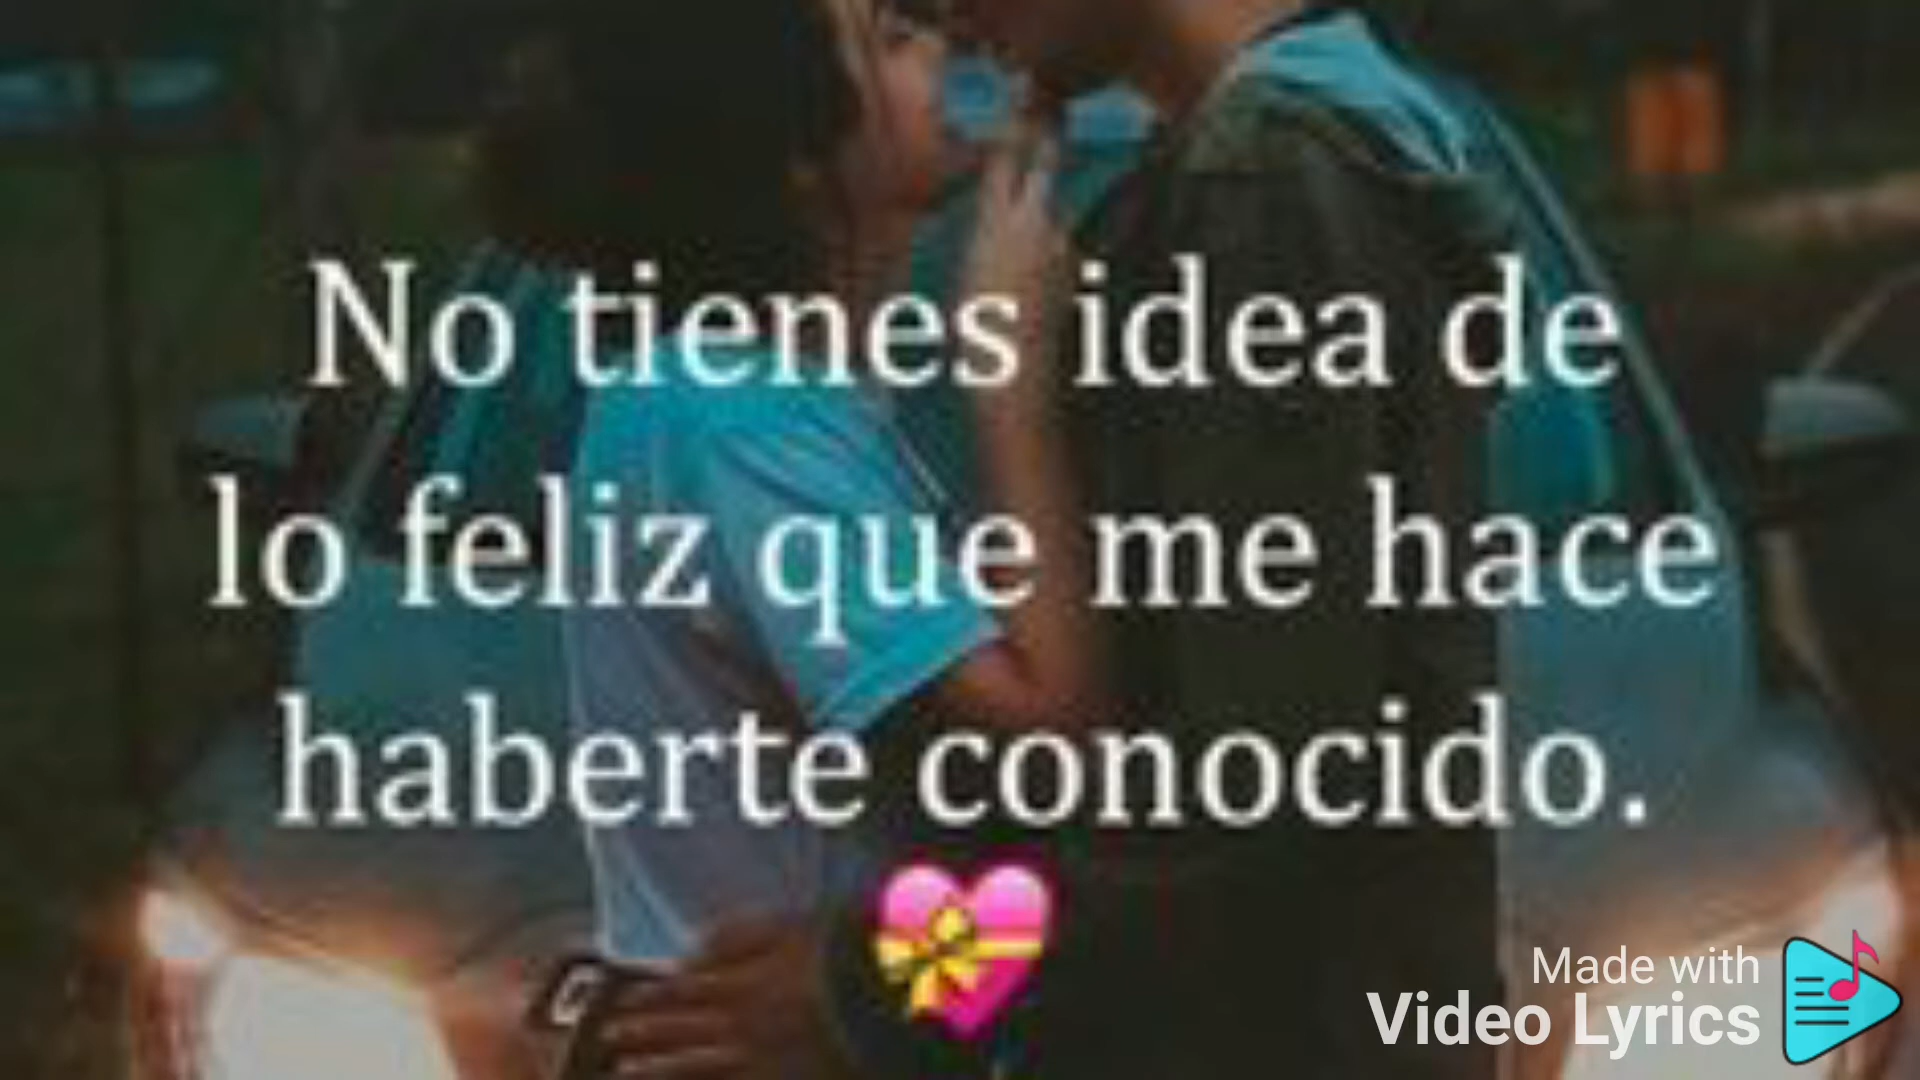 No tienes idea de
lo feliz que me hace
haberte conocido.
💝
Made with
Video Lyrics